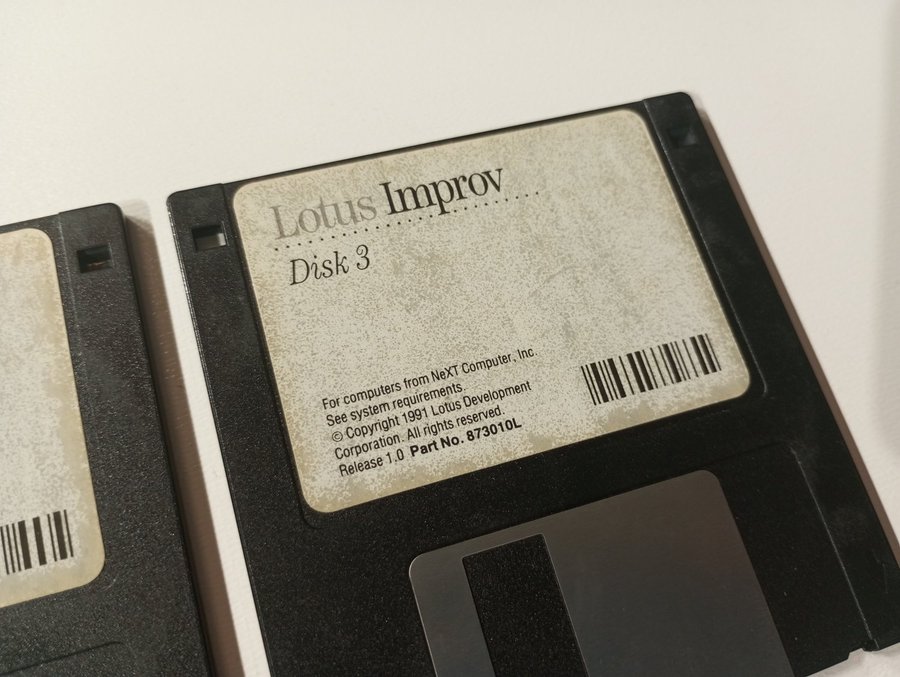 Lotus Improv
Disk 3
For computers from NeXT Computer, Inc.
See system requirements.
© Copyright 1991 Lotus Development
Corporation. All rights reserved.
Release 1.0 Part No. 873010L